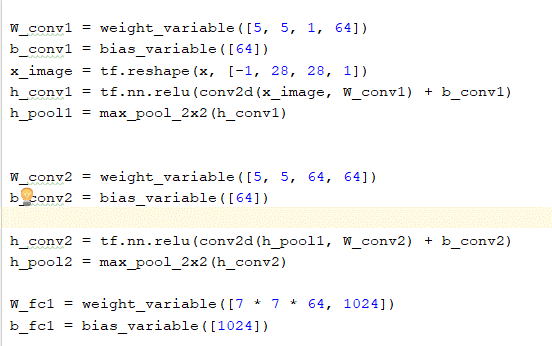 W_conv1 = weight_variable([5, 5, 1, 64])
b_conv1 = bias_variable([64])
x_image = tf.reshape(x, [-1, 28, 28, 1])
h_conv1 = tf.nn.relu(conv2d(x_image, W_conv1) + b_conv1)
h_pool1 = max_pool_2x2(h_conv1)
W_conv2 = weight_variable([5, 5, 64, 64])
b_conv2 = bias_variable([64])
h_conv2 = tf.nn.relu(conv2d(h_pool1, W_conv2) + b_conv2)
h_pool2 = max_pool_2x2(h_conv2)
W_fc1 = weight_variable([7 * 7 * 64, 1024])
b_fc1 = bias_variable([1024])